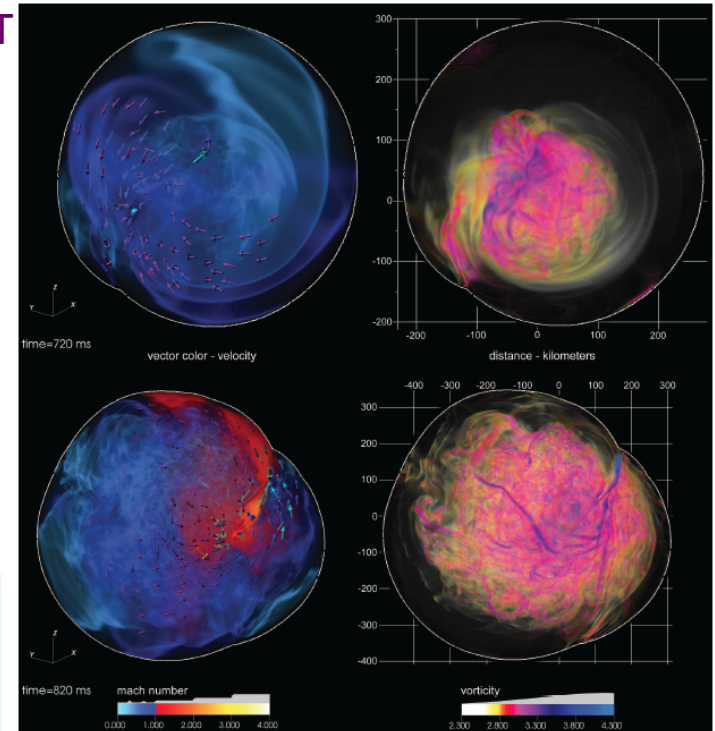 T
300
200
100
0
-100
-200
-200 -100 0 100 200
z
Y X
time=720 ms
vector color - velocity
distance - kilometers
-400 -300 -200 -100 0 100 200 300
300
200
100
0
-100
-200
-300
-400
z
Y X
time=820 ms
mach number
0.000 1.000 2.000 3.000 4.000
vorticity
2.300 2.800 3.300 3.800 4.300